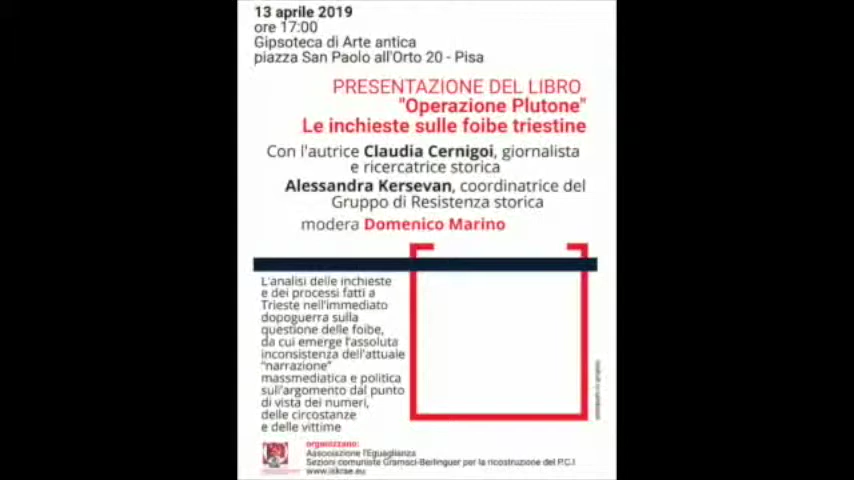 13 aprile 2019
ore 17:00
Gipsoteca di Arte antica
piazza San Paolo all'Orto 20 - Pisa
PRESENTAZIONE DEL LIBRO
"Operazione Plutone"
Le inchieste sulle foibe triestine
Con l'autrice Claudia Cernigoi, giornalista
e ricercatrice storica
Alessandra Kersevan, coordinatrice del
Gruppo di Resistenza storica
modera Domenico Marino
L'analisi delle inchieste
e dei processi fatti a
Trieste nell'immediato
dopoguerra sulla
questione delle foibe,
da cui emerge l'assoluta
inconsistenza dell'attuale
"narrazione"
massmediatica e politica
sull'argomento dal punto
di vista dei numeri,
delle circostanze
e delle vittime
organizzano:
Associazione l'Eguaglianza
Sezioni comuniste Gramsci-Berlinguer per la ricostruzione del P.C.I
www.iskrae.eu